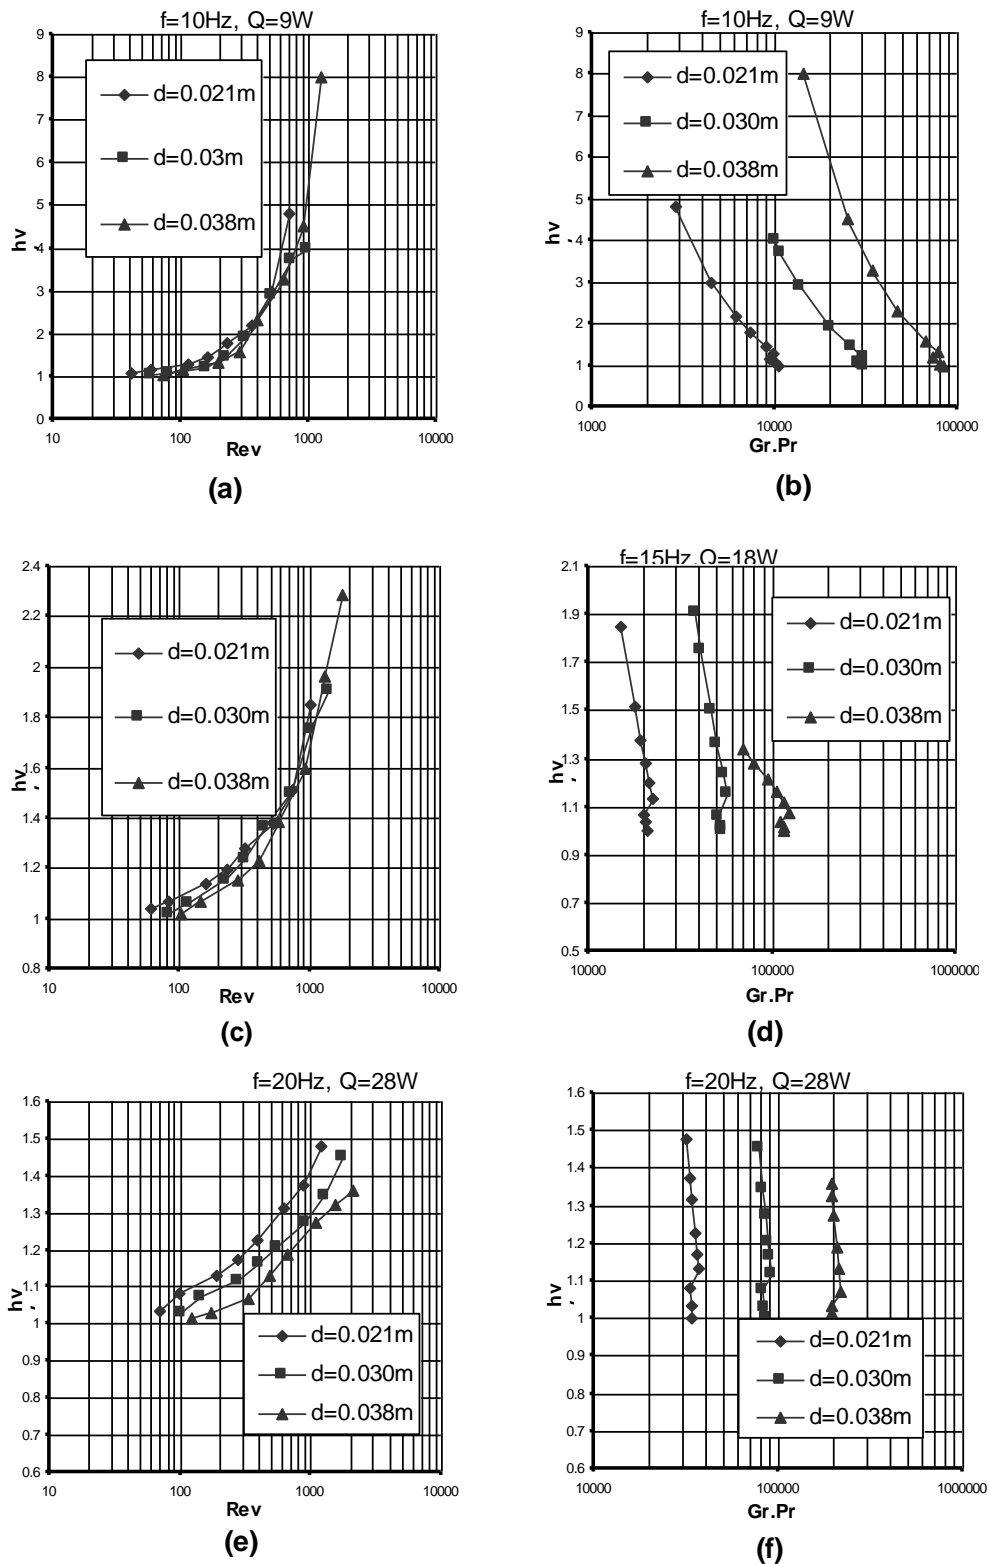 f=10Hz, Q=9W
9
8
7
6
5
4
3
2
1
0
hv
,
d=0.021m
d=0.03m
d=0.038m
10 100 1000 10000
Rev
(a)
f=10Hz, Q=9W
9
8
7
6
5
4
3
2
1
0
hv
,
d=0.021m
d=0.030m
d=0.038m
1000 10000 100000
Gr.Pr
(b)
2.4
2.2
2
1.8
1.6
1.4
1.2
1
0.8
hv
,
d=0.021m
d=0.030m
d=0.038m
10 100 1000 10000
Rev
(c)
f=15Hz,Q=18W
2.1
1.9
1.7
1.5
1.3
1.1
0.9
0.7
0.5
hv
,
d=0.021m
d=0.030m
d=0.038m
10000 100000 1000000
Gr.Pr
(d)
f=20Hz, Q=28W
1.6
1.5
1.4
1.3
1.2
1.1
1
0.9
0.8
0.7
0.6
hv
,
d=0.021m
d=0.030m
d=0.038m
10 100 1000 10000
Rev
(e)
f=20Hz, Q=28W
1.6
1.5
1.4
1.3
1.2
1.1
1
0.9
0.8
0.7
0.6
hv
,
d=0.021m
d=0.030m
d=0.038m
10000 100000 1000000
Gr.Pr
(f)